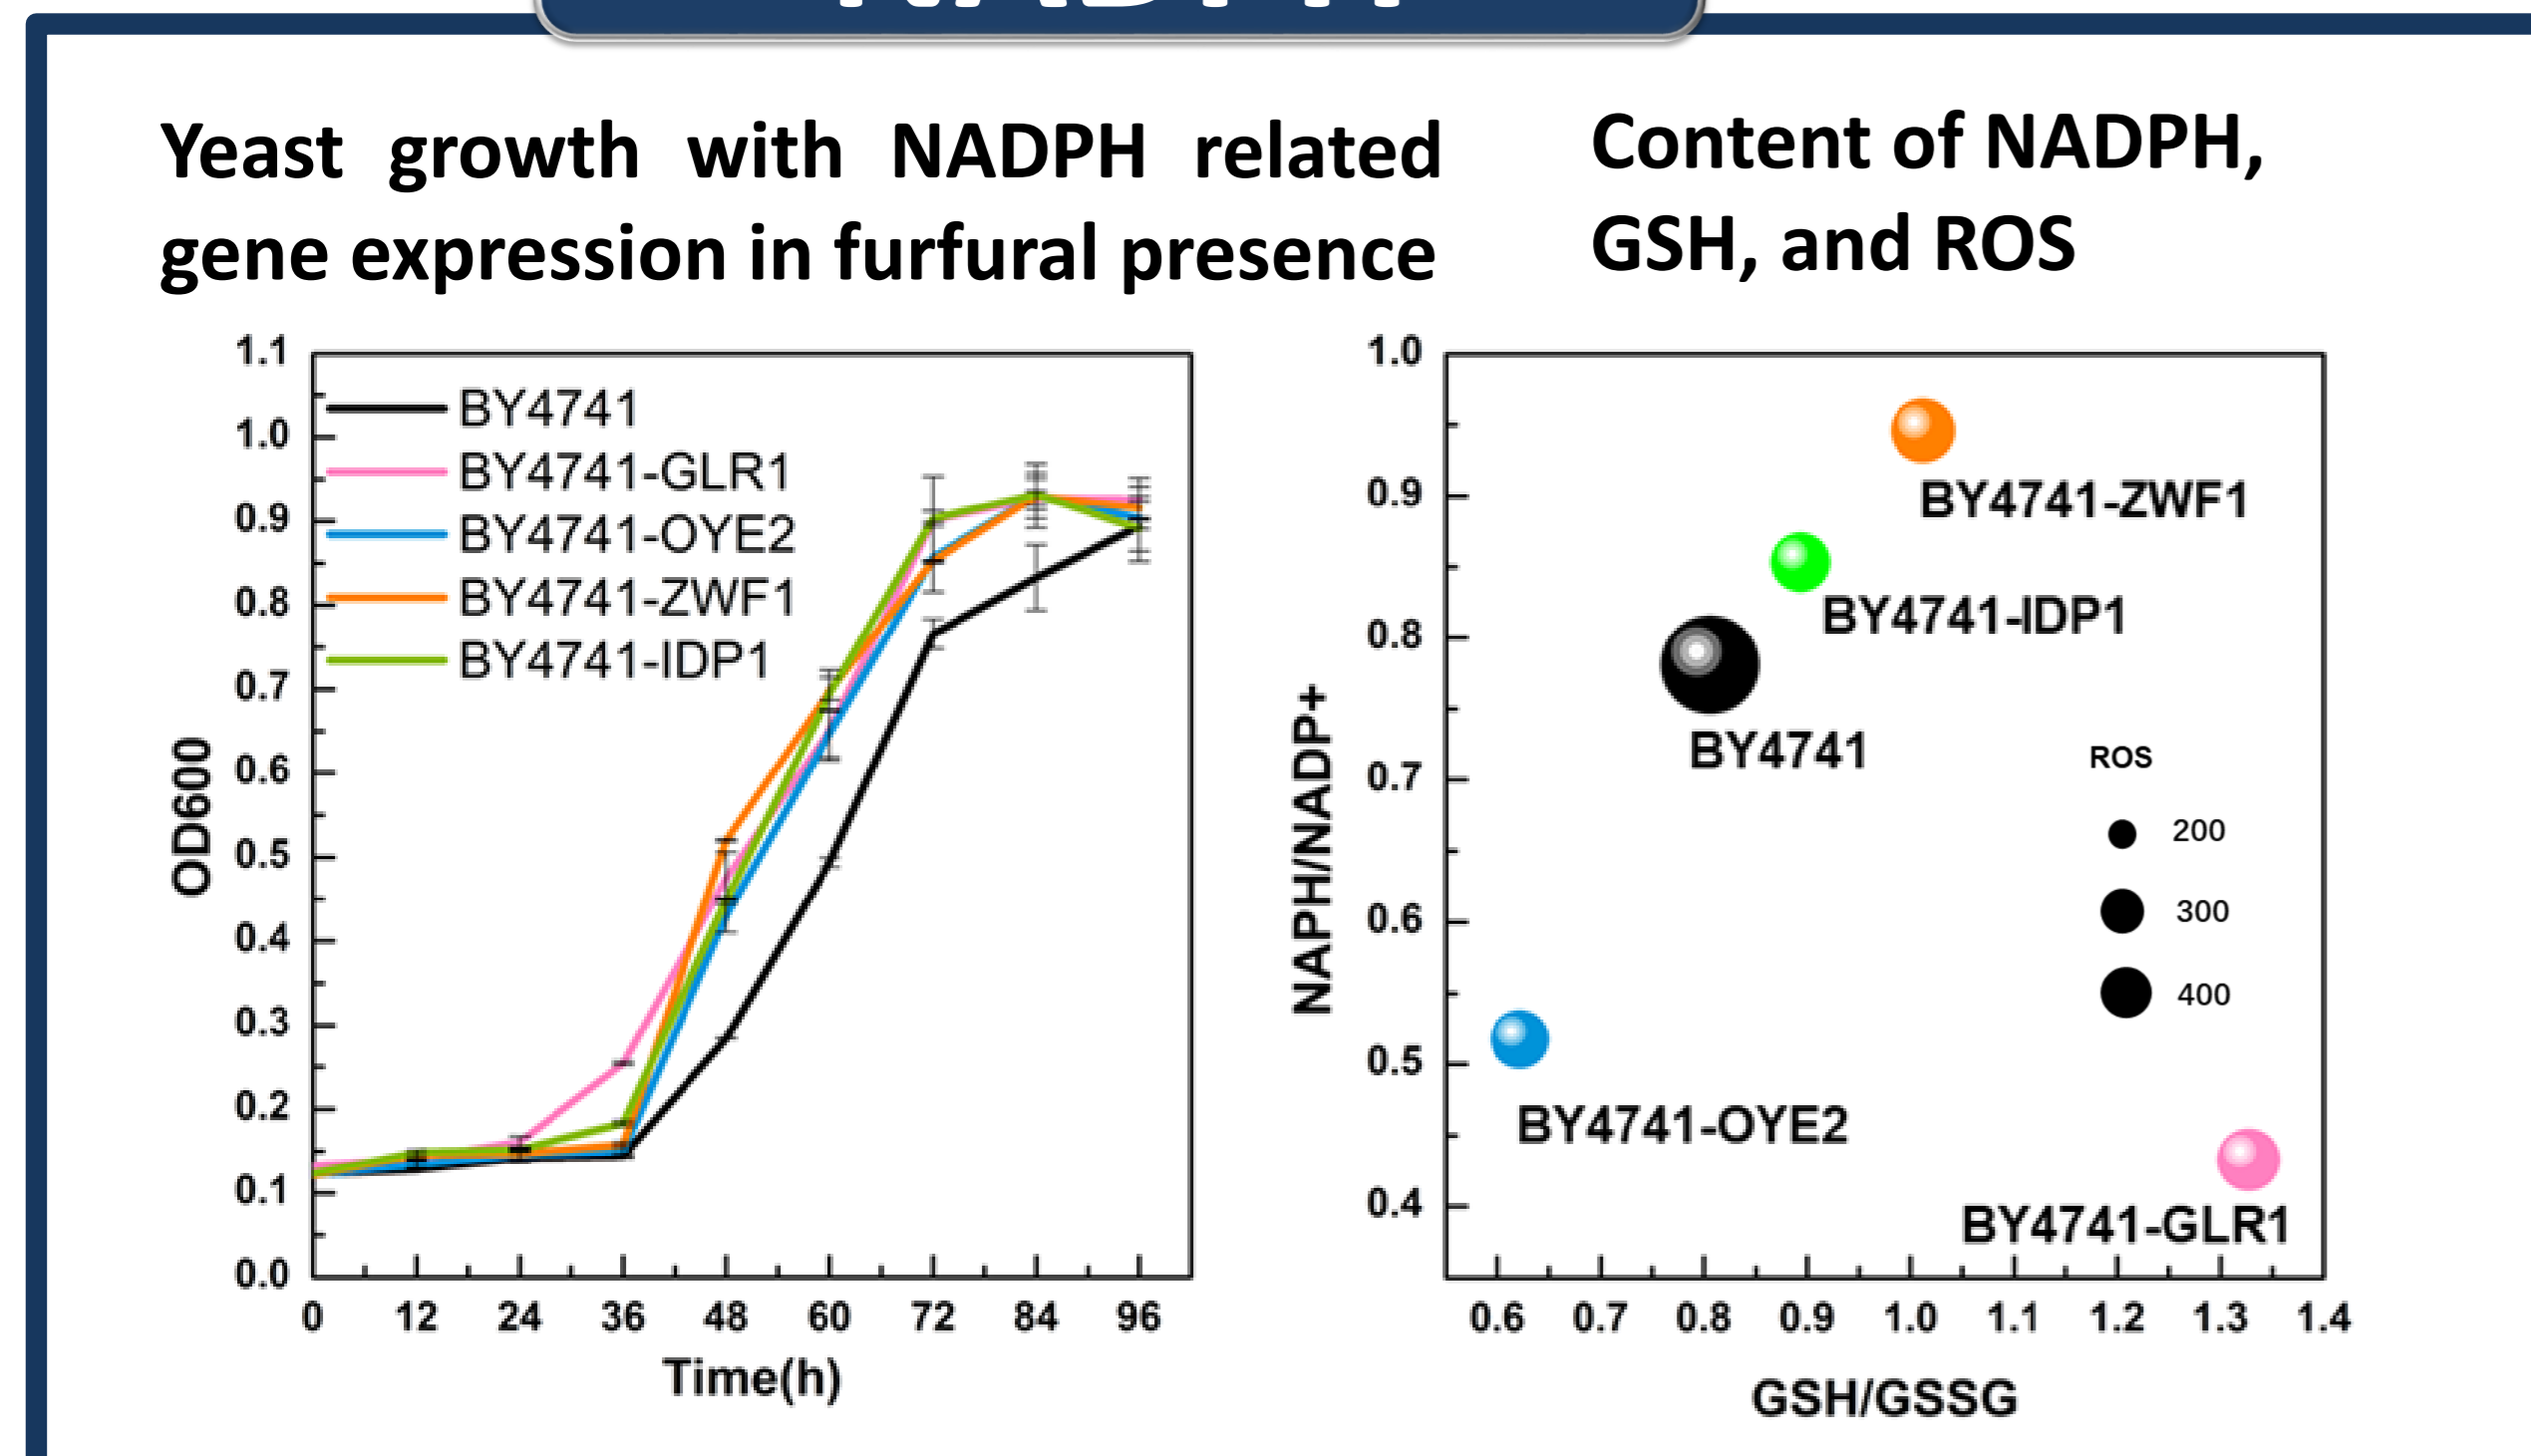 Yeast growth with NADPH related
gene expression in furfural presence
Content of NADPH,
GSH, and ROS
1.1
1.0
0.9
0.8
0.7
0.6
0.5
0.4
0.3
0.2
0.1
0.0
OD600
BY4741
BY4741-GLR1
BY4741-OYE2
BY4741-ZWF1
BY4741-IDP1
0 12 24 36 48 60 72 84 96
Time(h)
1.0
0.9
0.8
0.7
0.6
0.5
0.4
NAPH/NADP+
BY4741-ZWF1
BY4741-IDP1
BY4741
ROS
200
300
400
BY4741-OYE2
BY4741-GLR1
0.6 0.7 0.8 0.9 1.0 1.1 1.2 1.3 1.4
GSH/GSSG